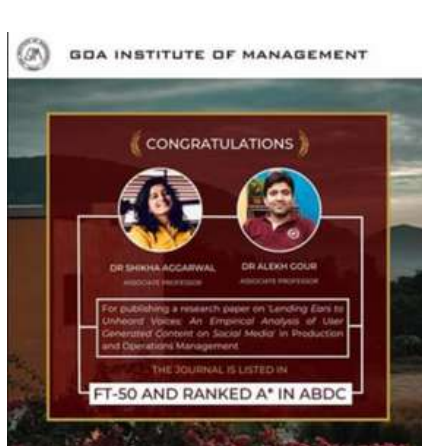 GOA INSTITUTE OF MANAGEMENT
CONGRATULATIONS
DR SHIKHA AGGARWAL
ASSOCIATE PROFESSOR
DR ALEKH GOUR
ASSOCIATE PROFESSOR
For publishing a research paper on 'Lending Ears to
Unheard Voices: An Empirical Analysis of User
Generated Content on Social Media' in Production
and Operations Management
THE JOURNAL IS LISTED IN
FT-50 AND RANKED A* IN ABDC